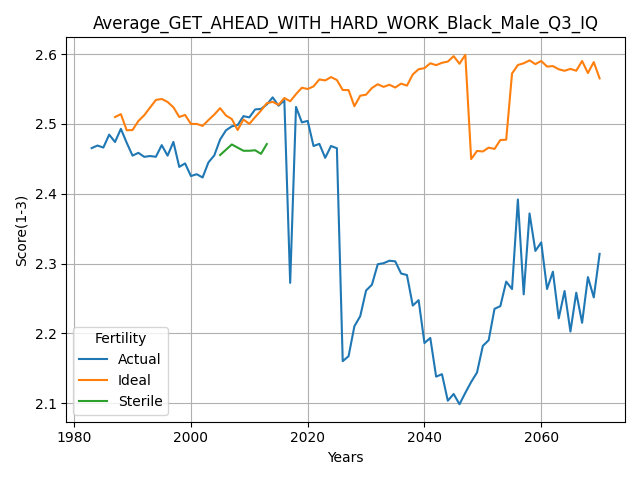 Average_GET_AHEAD_WITH_HARD_WORK_Black_Male_Q3_IQ
2.6
2.5
2.4
2.3
2.2
2.1
Score(1-3)
Fertility
Actual
Ideal
Sterile
1980
2000
2020
2040
2060
Years